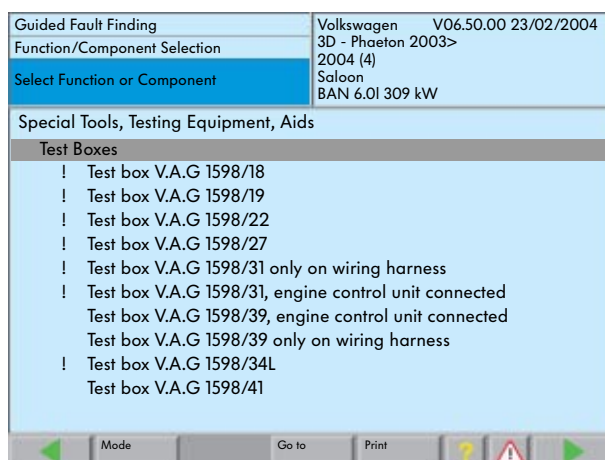 Guided Fault Finding
Function/Component Selection
Select Function or Component
Volkswagen V06.50.00 23/02/2004
3D - Phaeton 2003>
2004 (4)
Saloon
BAN 6.0l 309 kW
Special Tools, Testing Equipment, Aids
Test Boxes
! Test box V.A.G 1598/18
! Test box V.A.G 1598/19
! Test box V.A.G 1598/22
! Test box V.A.G 1598/27
! Test box V.A.G 1598/31 only on wiring harness
! Test box V.A.G 1598/31, engine control unit connected
Test box V.A.G 1598/39, engine control unit connected
Test box V.A.G 1598/39 only on wiring harness
! Test box V.A.G 1598/34L
Test box V.A.G 1598/41
Mode Go to Print ? !